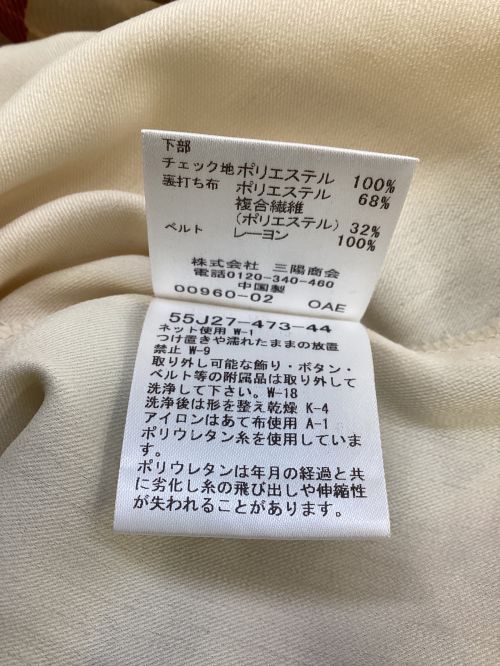 下部
チェック地 ポリエステル 100%
裏打ち布 ポリエステル 68%
複合繊維
(ポリエステル) 32%
ベルト レーヨン 100%
株式会社 三陽商会
電話0120-340-460
中国製
00960-02 OAE
55J27-473-44
ネット使用 W-1
つけ置きや濡れたままの放置
禁止 W-9
取り外し可能な飾り・ボタン・
ベルト等の附属品は取り外して
洗浄して下さい。W-18
洗浄後は形を整え乾燥 K-4
アイロンはあて布使用 A-1
ポリウレタン糸を使用していま
す。
ポリウレタンは年月の経過と共
に劣化し糸の飛び出しや伸縮性
が失われることがあります。